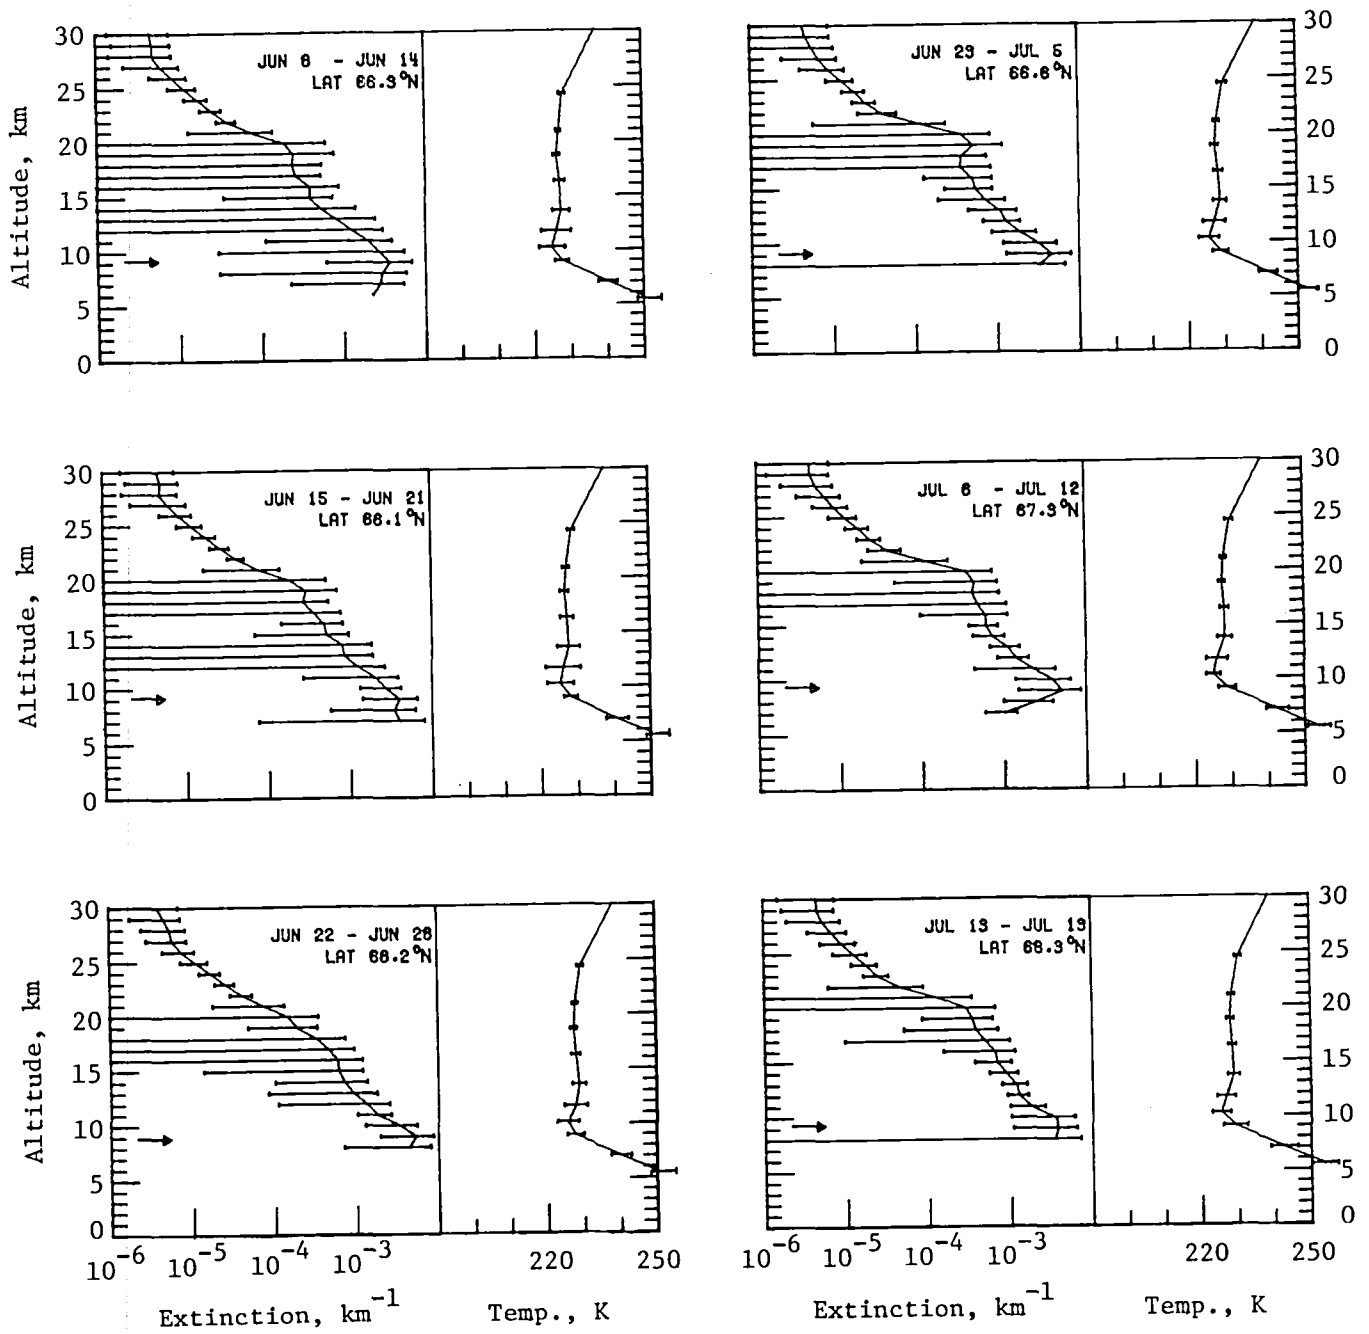 30
25
20
15
10
5
0
Altitude, km
JUN 8 - JUN 14
LAT 66.3°N
JUN 29 - JUL 5
LAT 66.6°N
30
25
20
15
10
5
0
30
25
20
15
10
5
0
Altitude, km
JUN 15 - JUN 21
LAT 66.1°N
JUL 6 - JUL 12
LAT 67.3°N
30
25
20
15
10
5
0
30
25
20
15
10
5
0
Altitude, km
JUN 22 - JUN 28
LAT 66.2°N
JUL 13 - JUL 19
LAT 68.3°N
30
25
20
15
10
5
0
10^-6 10^-5 10^-4 10^-3 220 250
10^-6 10^-5 10^-4 10^-3 220 250
Extinction, km^-1 Temp., K
Extinction, km^-1 Temp., K